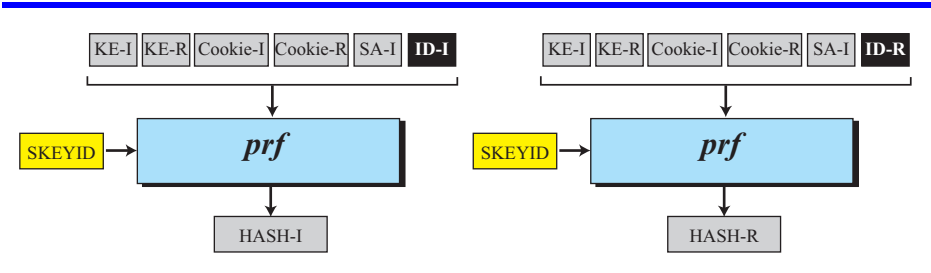 KE-I KE-R Cookie-I Cookie-R SA-I ID-I
SKEYID
prf
HASH-I
KE-I KE-R Cookie-I Cookie-R SA-I ID-R
SKEYID
prf
HASH-R